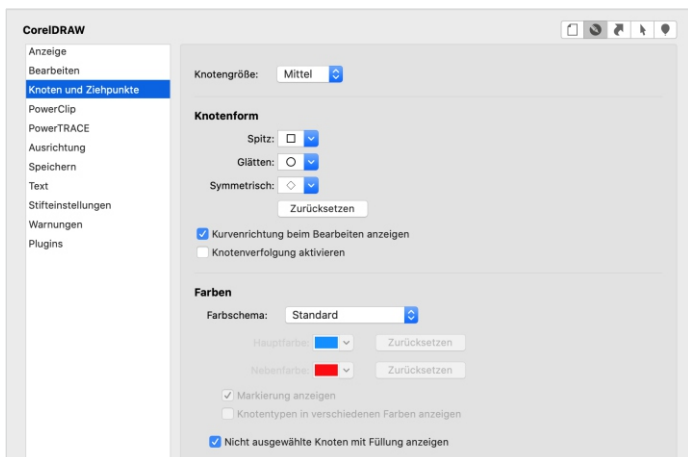 CorelDRAW
Anzeige
Bearbeiten
Knoten und Ziehpunkte
PowerClip
PowerTRACE
Ausrichtung
Speichern
Text
Stifteinstellungen
Warnungen
Plugins
Knotengröße: Mittel
Knotenform
Spitz:
Glätten:
Symmetrisch:
Zurücksetzen
Kurvenrichtung beim Bearbeiten anzeigen
Knotenverfolgung aktivieren
Farben
Farbschema: Standard
Hauptfarbe: Zurücksetzen
Nebenfarbe: Zurücksetzen
Markierung anzeigen
Knotentypen in verschiedenen Farben anzeigen
Nicht ausgewählte Knoten mit Füllung anzeigen